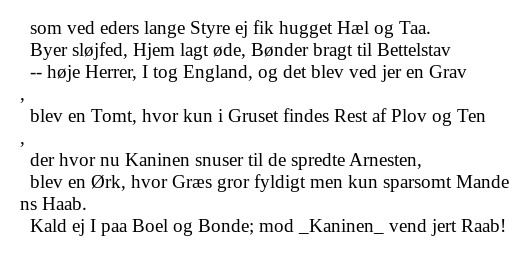 som ved eders lange Styre ej fik hugget Hæl og Taa.
Byer sløjfed, Hjem lagt øde, Bønder bragt til Bettelstav
-- høje Herrer, I tog England, og det blev ved jer en Grav
,
blev en Tomt, hvor kun i Gruset findes Rest af Plov og Ten
,
der hvor nu Kaninen snuser til de spredte Arnesten,
blev en Ørk, hvor Græs gror fyldigt men kun sparsomt Mande
ns Haab.
Kald ej I paa Boel og Bonde; mod _Kaninen_ vend jert Raab!